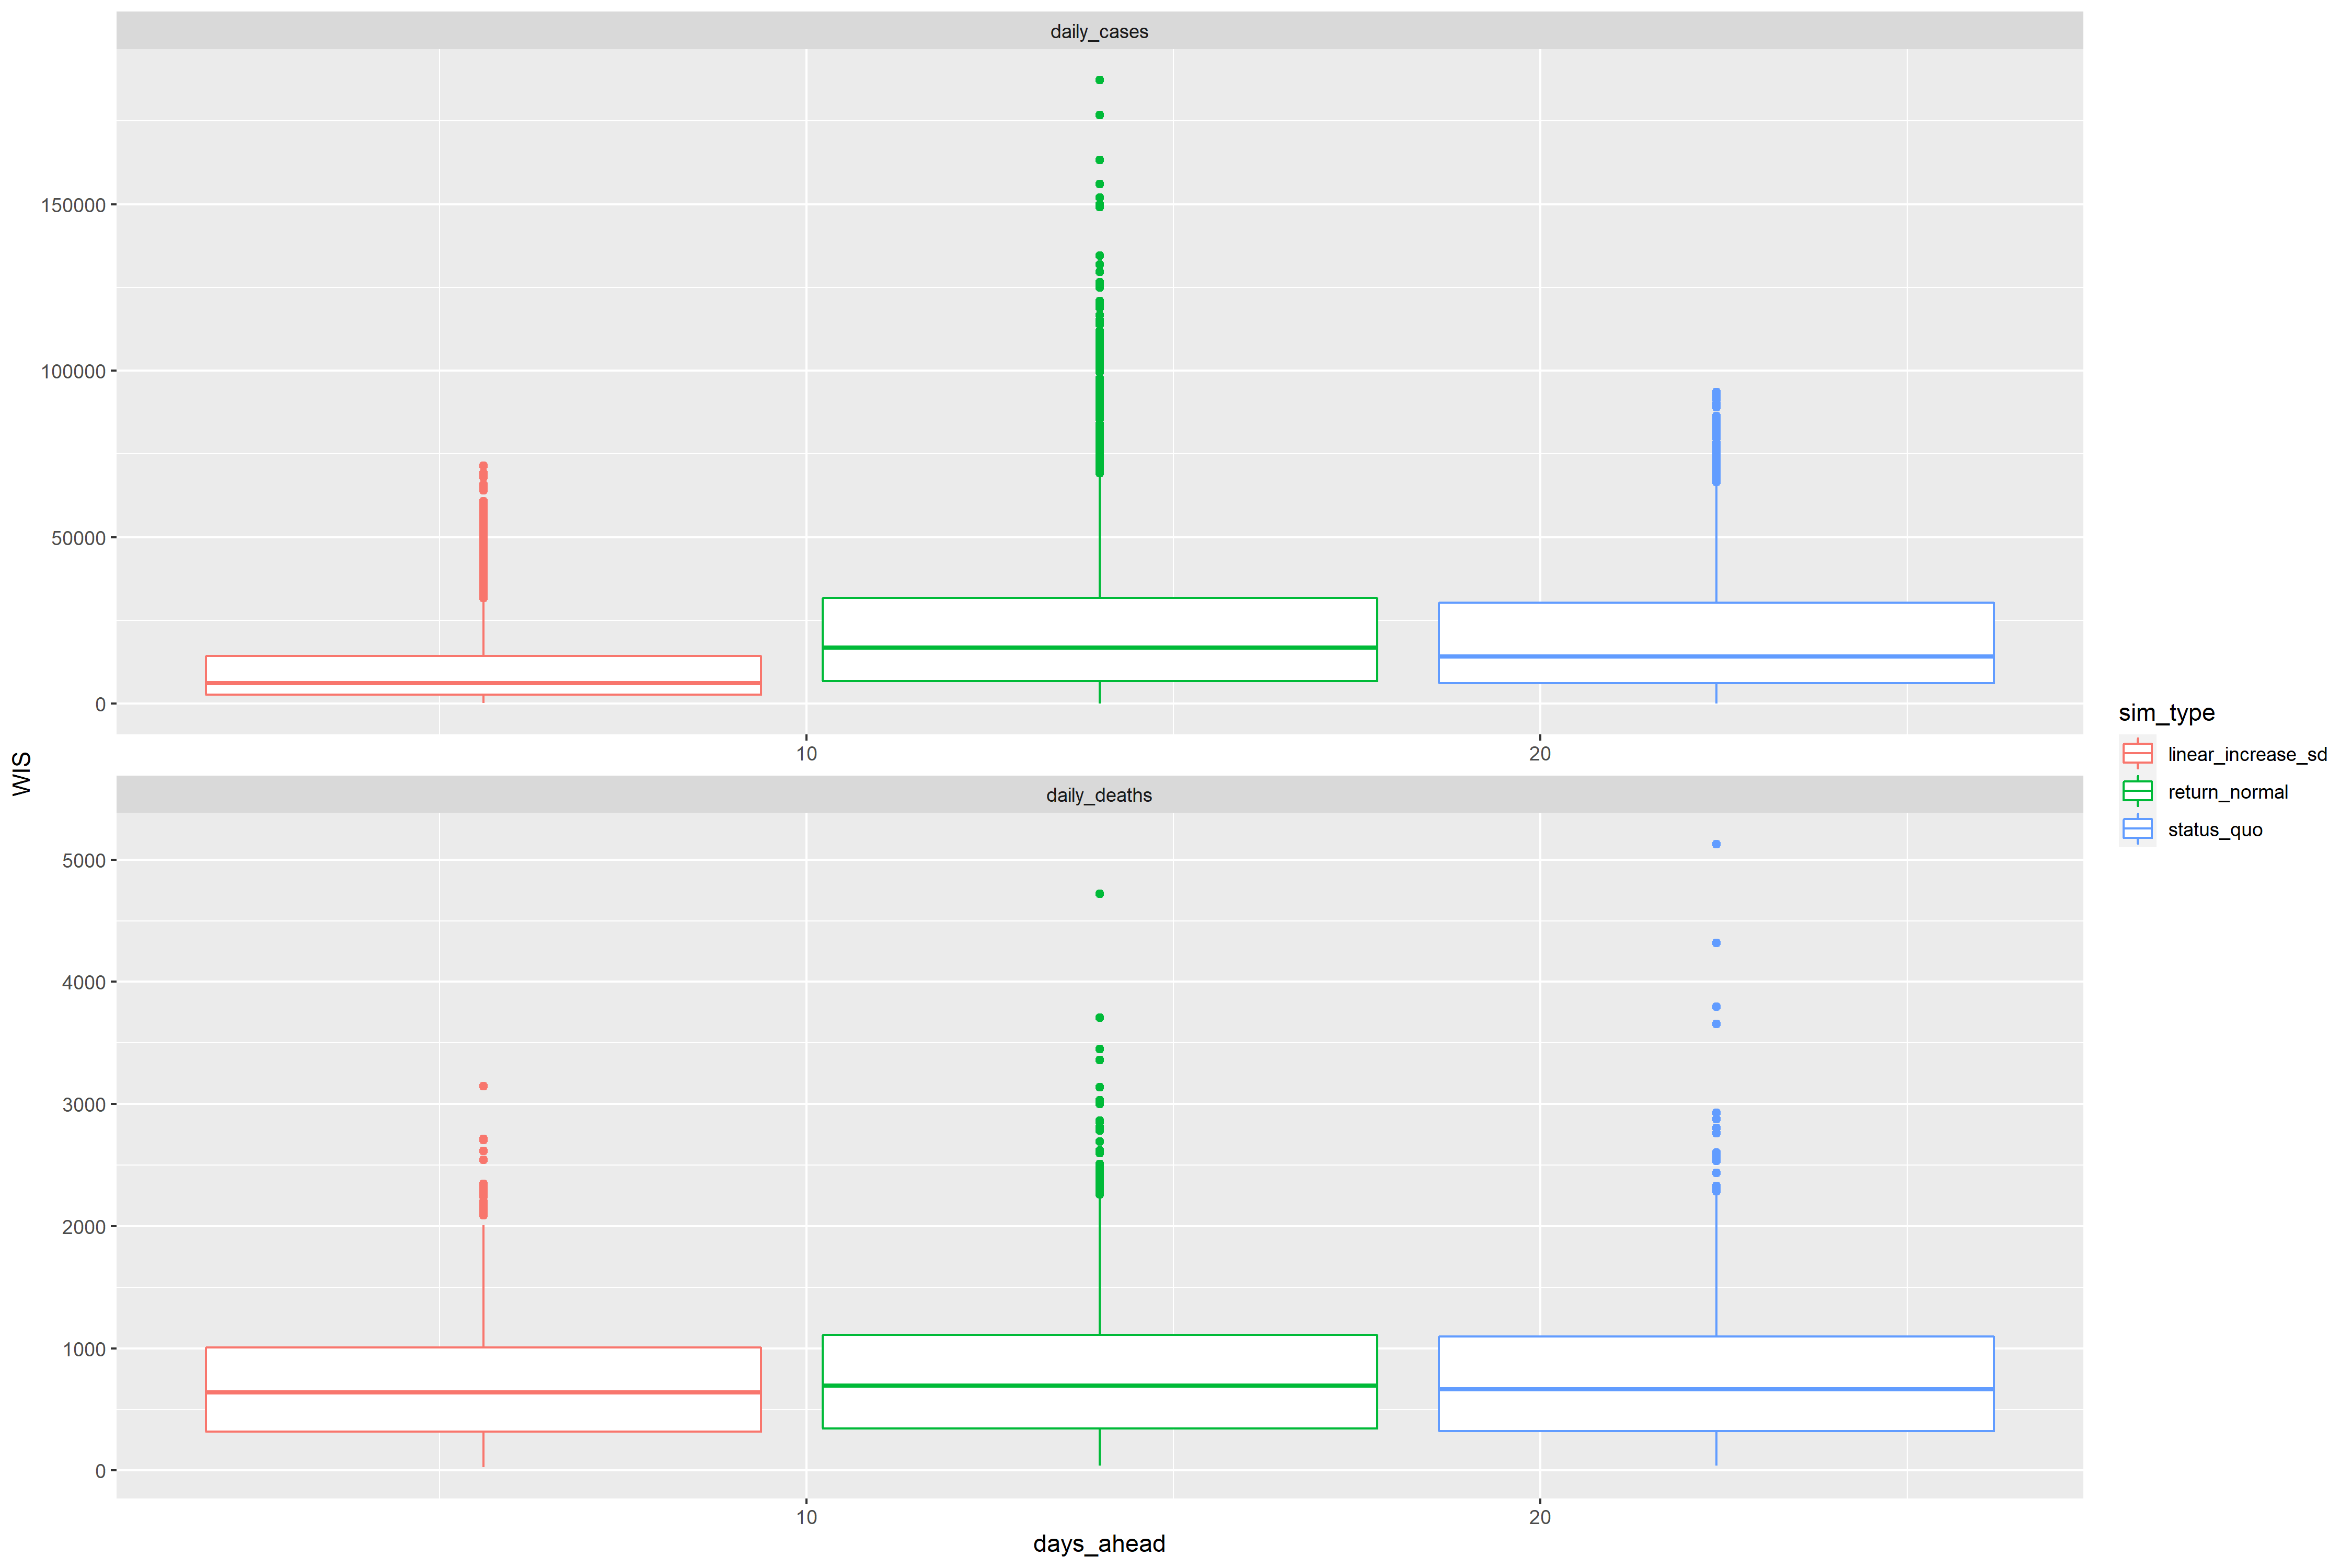 daily_cases
150000
100000
50000
0
10 20
WIS
daily_deaths
5000
4000
3000
2000
1000
0
10 20
days_ahead
sim_type
linear_increase_sd
return_normal
status_quo